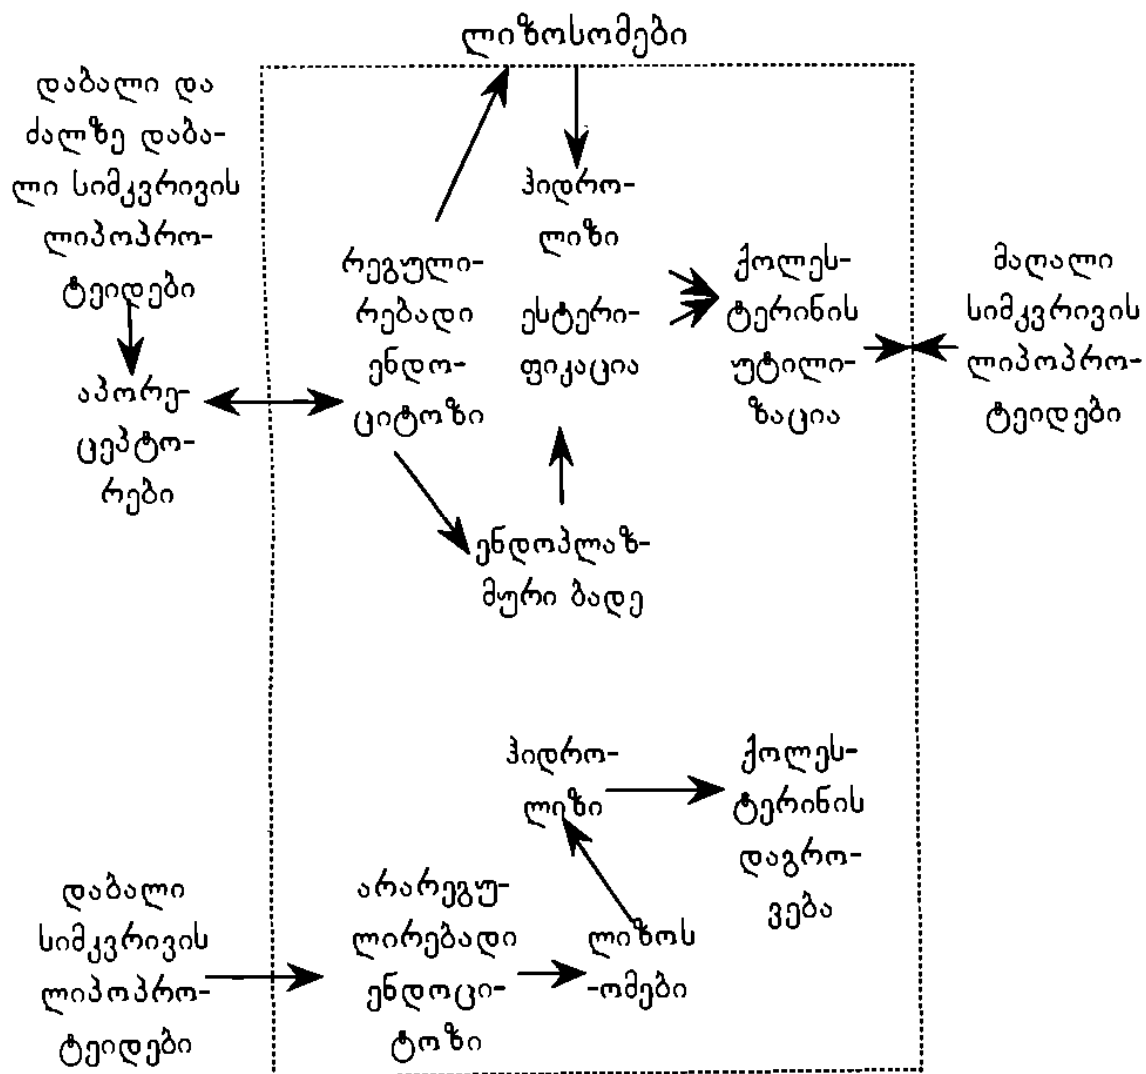 ლიზოსომები
დაბალი და
ძალზე დაბა-
ლი სიმკვრივის
ლიპოპრო-
ტეიდები
აპორე-
ცეპტო-
რები
რეგული-
რებადი
ენდო-
ციტოზი
ჰიდრო-
ლიზი
ესტერი-
ფიკაცია
ენდოპლაზ-
მური ბადე
ქოლეს-
ტერინის
უტილი-
ზაცია
მაღალი
სიმკვრივის
ლიპოპრო-
ტეიდები
დაბალი
სიმკვრივის
ლიპოპრო-
ტეიდები
არარეგუ-
ლირებადი
ენდოცი-
ტოზი
ლიზოს
-ომები
ჰიდრო-
ლეზი
ქოლეს-
ტერინის
დაგრო-
ვება